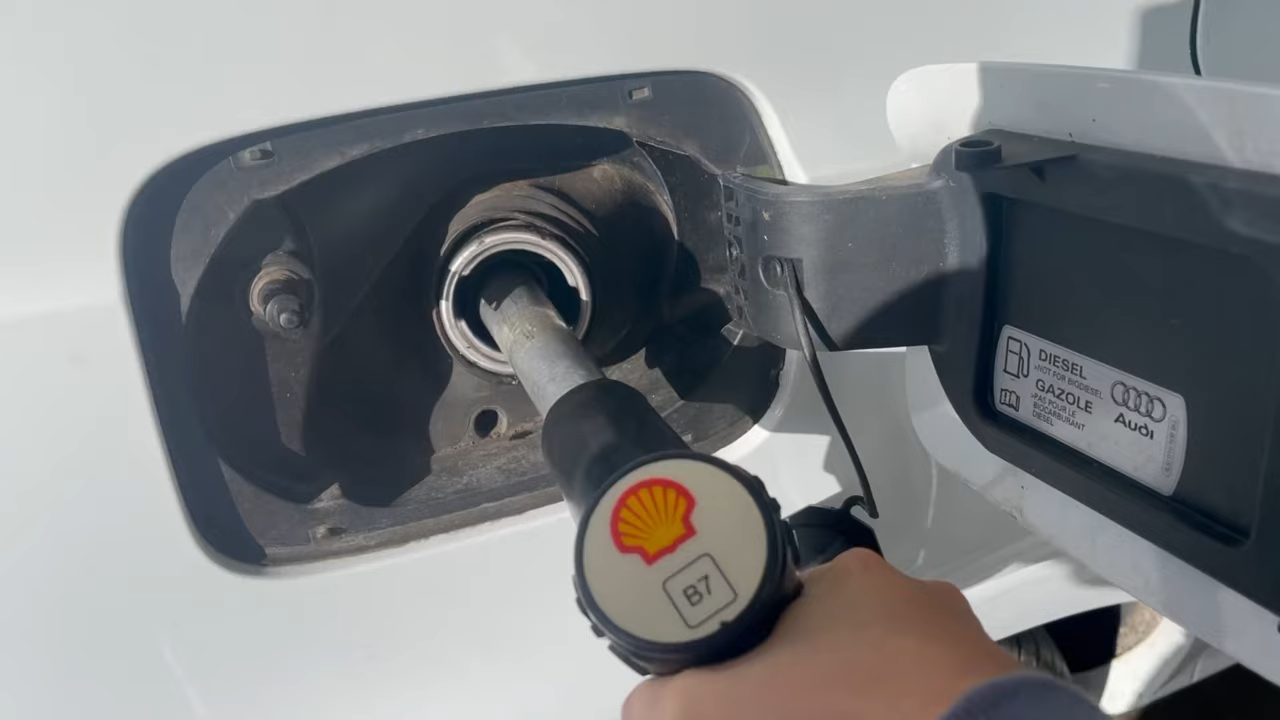 B7
DIESEL
>NOT FOR BIODIESEL
GAZOLE
>PAS POUR LE
BIOCARBURANT
DIESEL
Audi